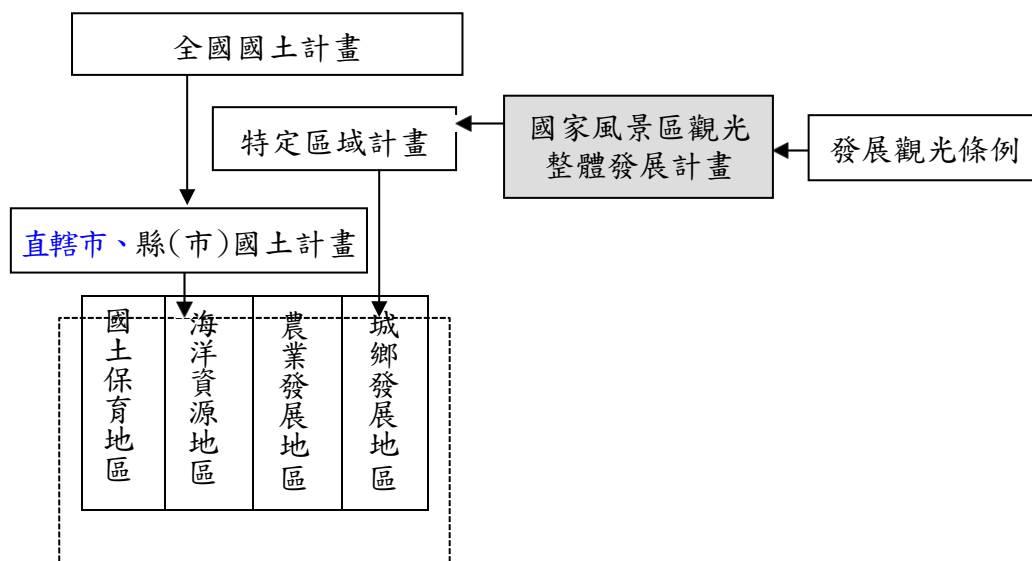 全國國土計畫
特定區域計畫
國家風景區觀光
整體發展計畫
發展觀光條例
直轄市、縣(市)國土計畫
國土保育地區
海洋資源地區
農業發展地區
城鄉發展地區